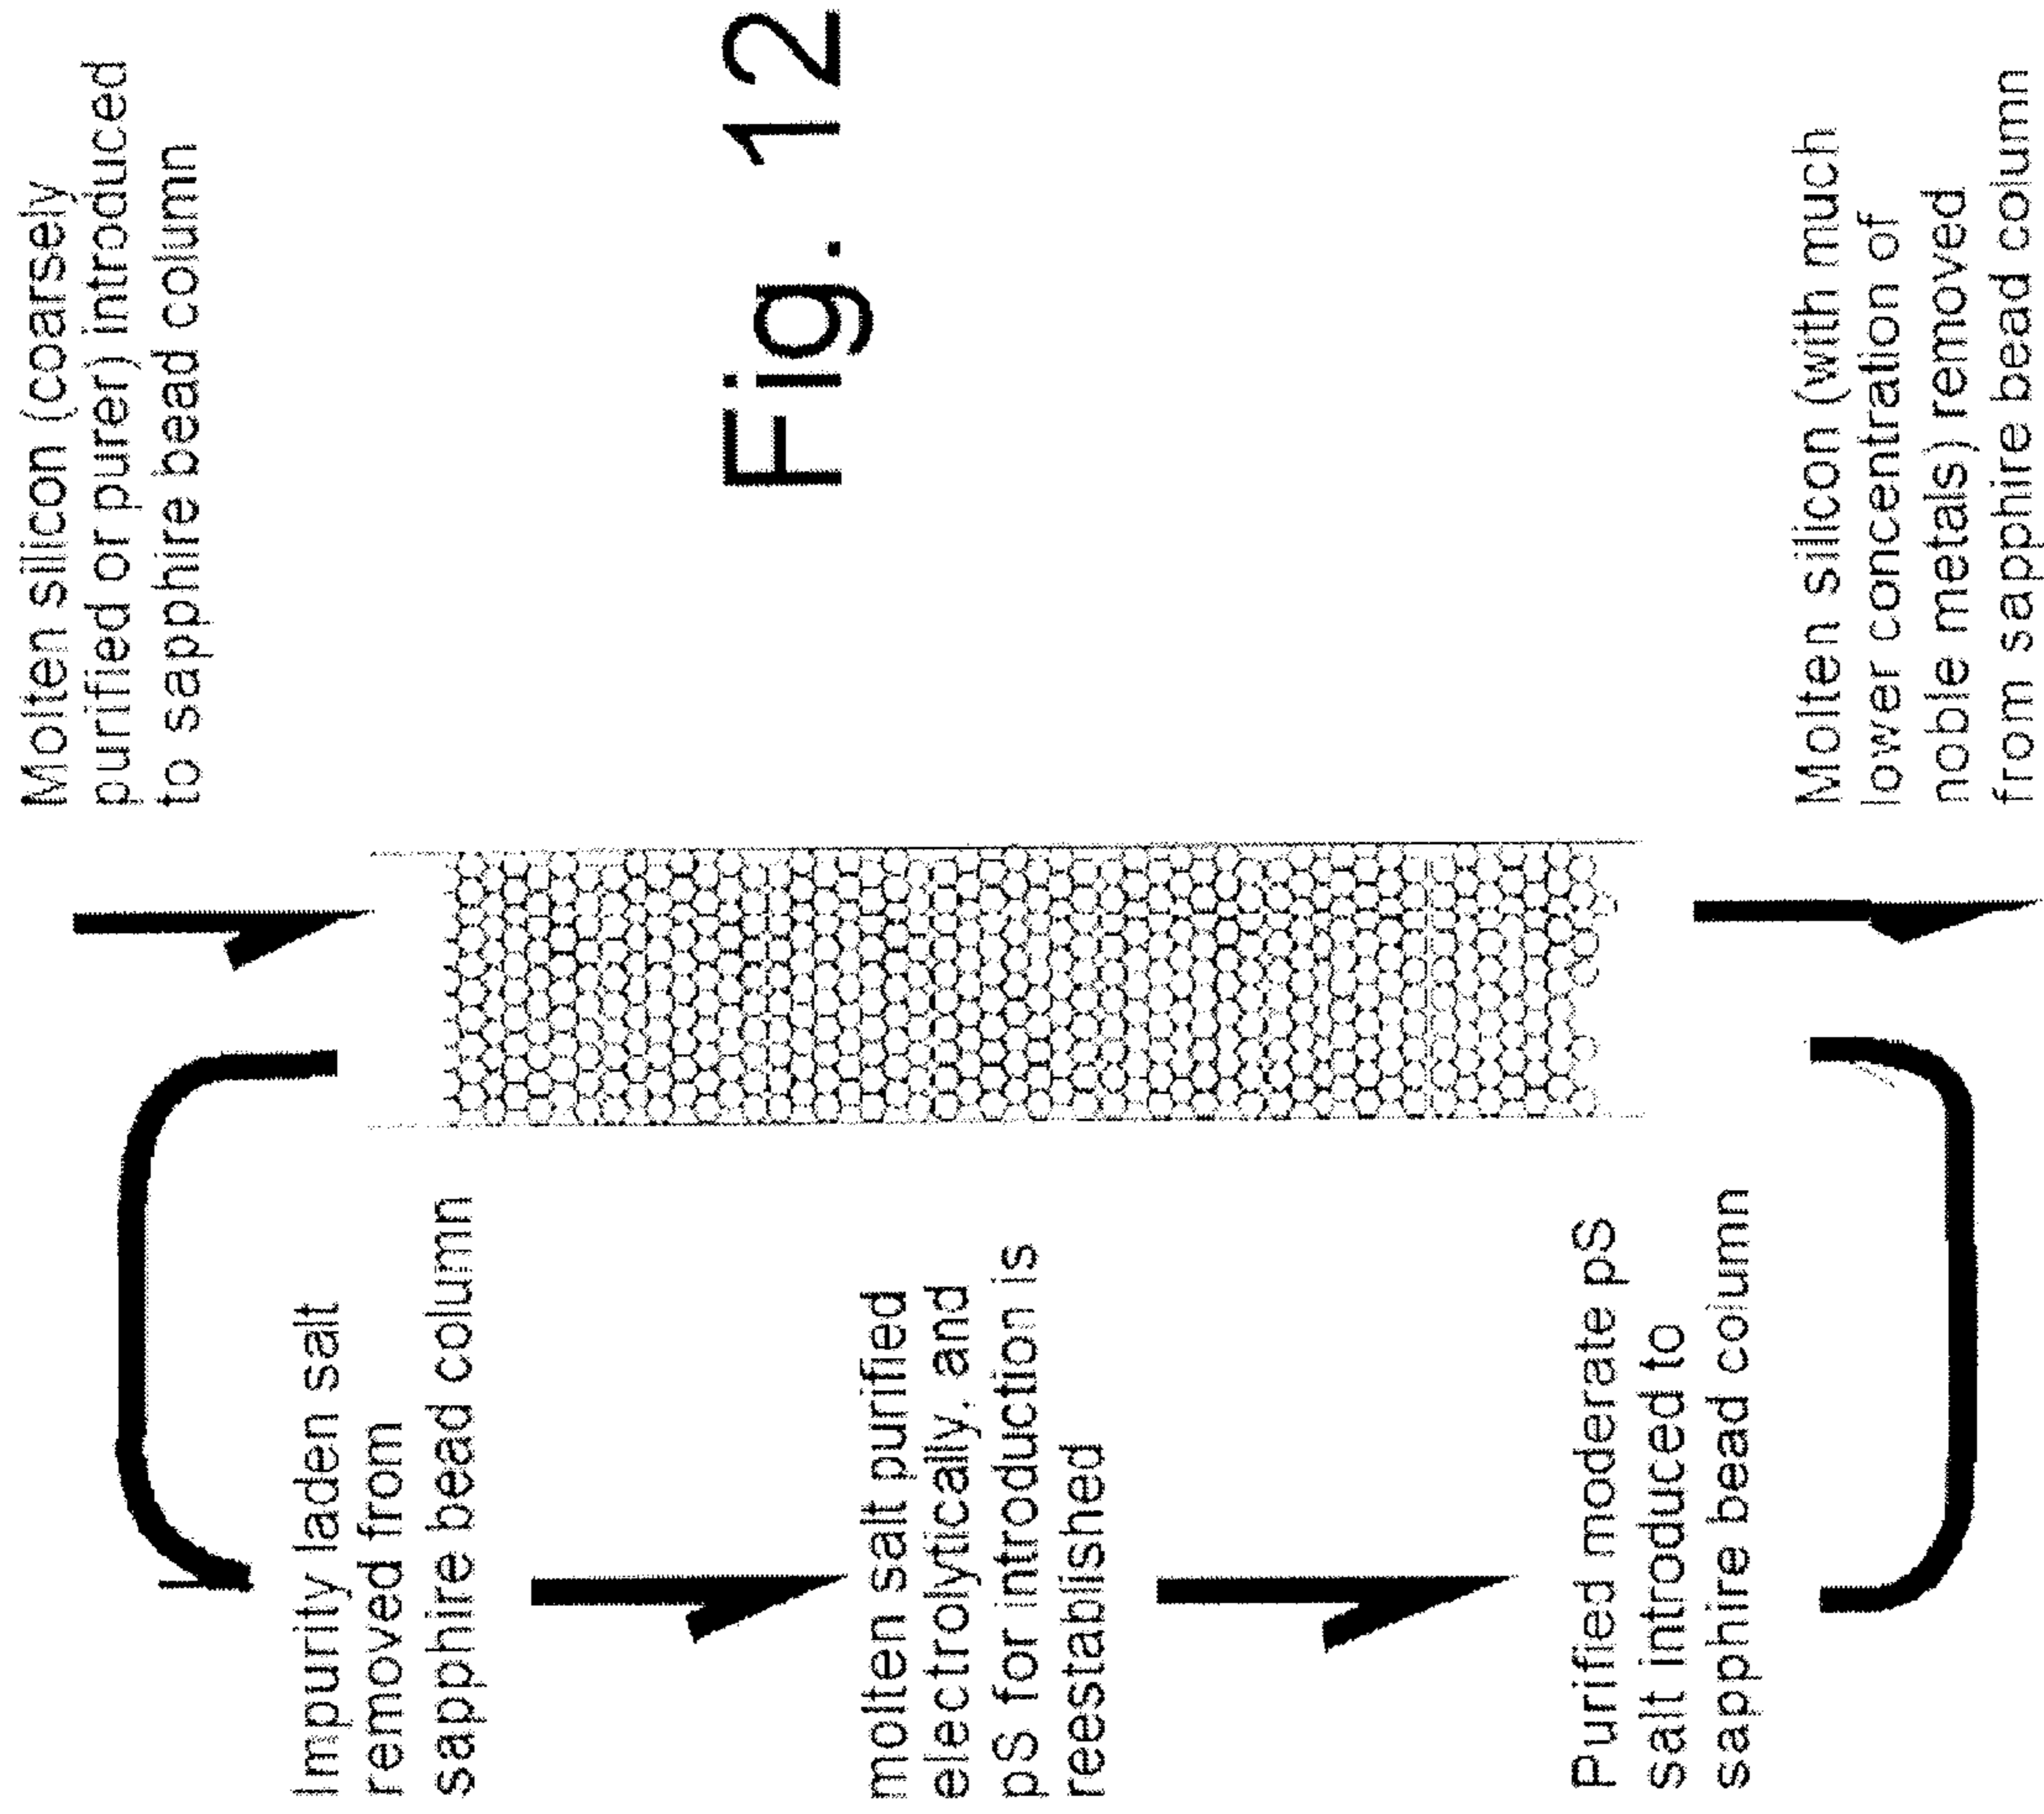 Molten silicon (coarsely
purified or purer) introduced
to sapphire bead column
Impurity laden salt
removed from
sapphire bead column
molten salt purified
electrolytically, and
pS for introduction is
reestablished
Fig. 12
Purified moderate pS
salt introduced to
sapphire bead column
Molten silicon (with much
lower concentration of
noble metals) removed
from sapphire bead column